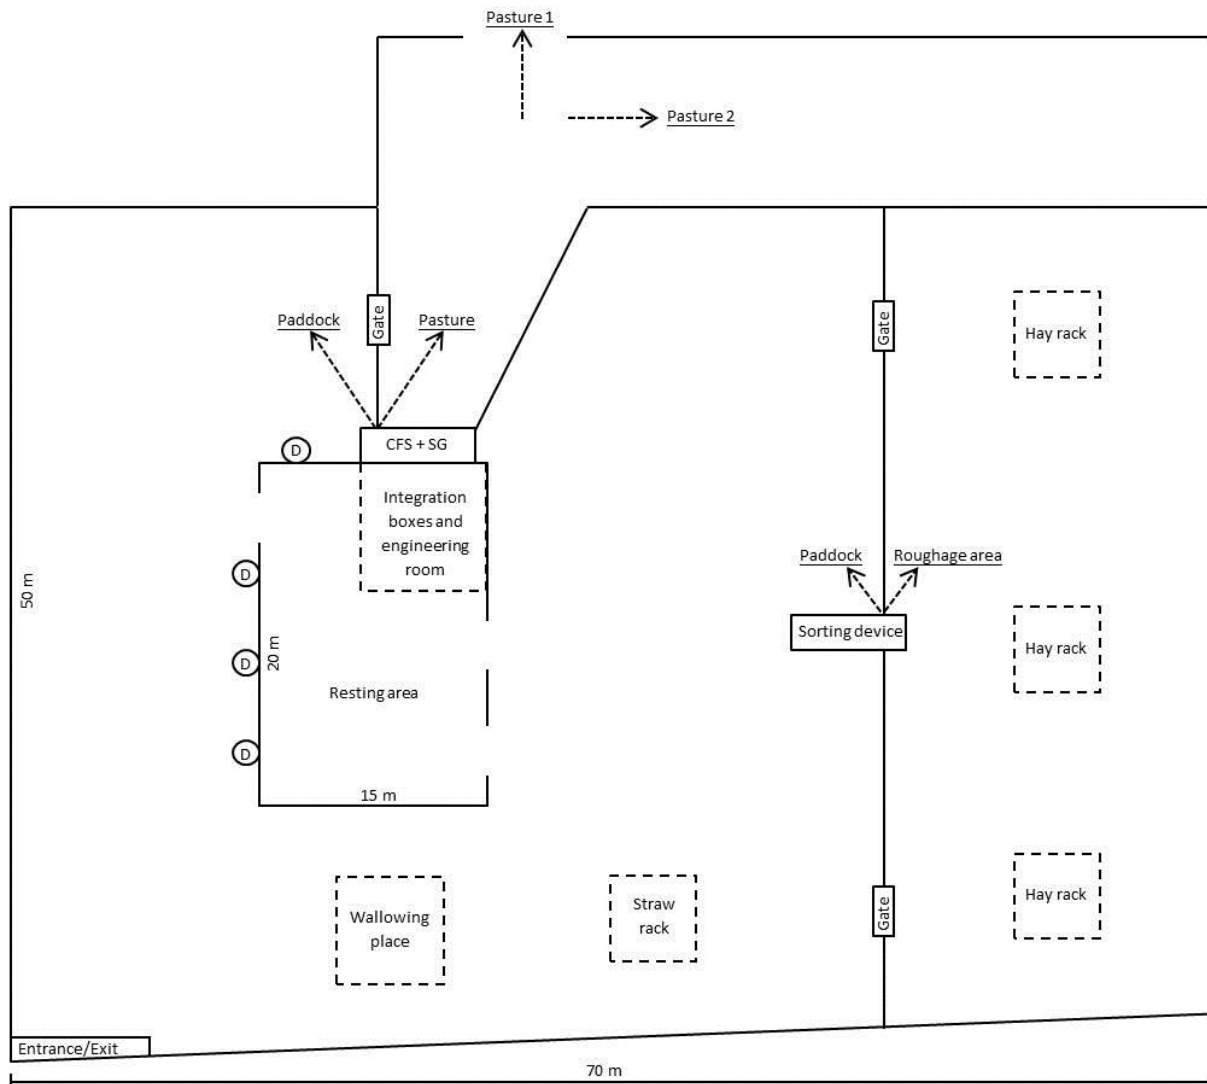 Pasture 1
Pasture 2
Paddock
Gate
Pasture
Gate
Hay rack
CFS + SG
D
Integration
boxes and
engineering
room
D
Paddock
Roughage area
50 m
20 m
D
Sorting device
Hay rack
Resting area
D
15 m
Wallowing
place
Straw
rack
Gate
Hay rack
Entrance/Exit
70 m